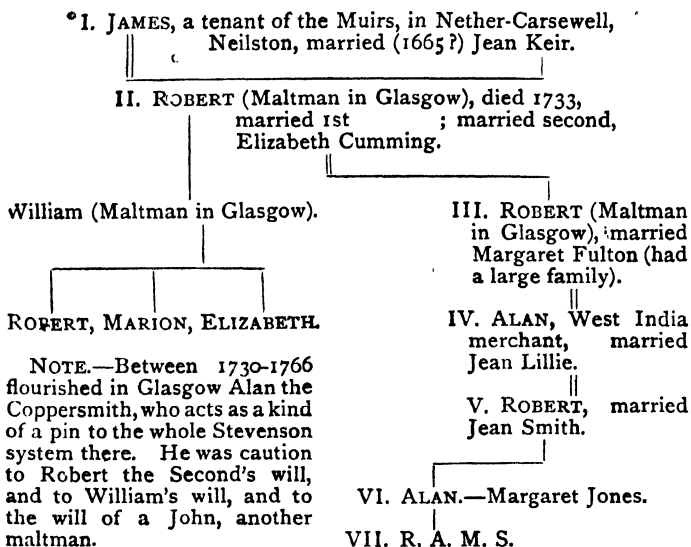 I. JAMES, a tenant of the Muirs, in Nether-Carsewell,
Neilston, married (1665?) Jean Keir.
II. ROBERT (Maltman in Glasgow), died 1733,
married 1st ; married second,
Elizabeth Cumming.
William (Maltman in Glasgow).
ROBERT, MARION, ELIZABETH.
NOTE.—Between 1730-1766
flourished in Glasgow Alan the
Coppersmith, who acts as a kind
of a pin to the whole Stevenson
system there. He was caution
to Robert the Second's will,
and to William's will, and to
the will of a John, another
maltman.
III. ROBERT (Maltman
in Glasgow), married
Margaret Fulton (had
a large family).
IV. ALAN, West India
merchant, married
Jean Lillie.
V. ROBERT, married
Jean Smith.
VI. ALAN.—Margaret Jones.
VII. R. A. M. S.